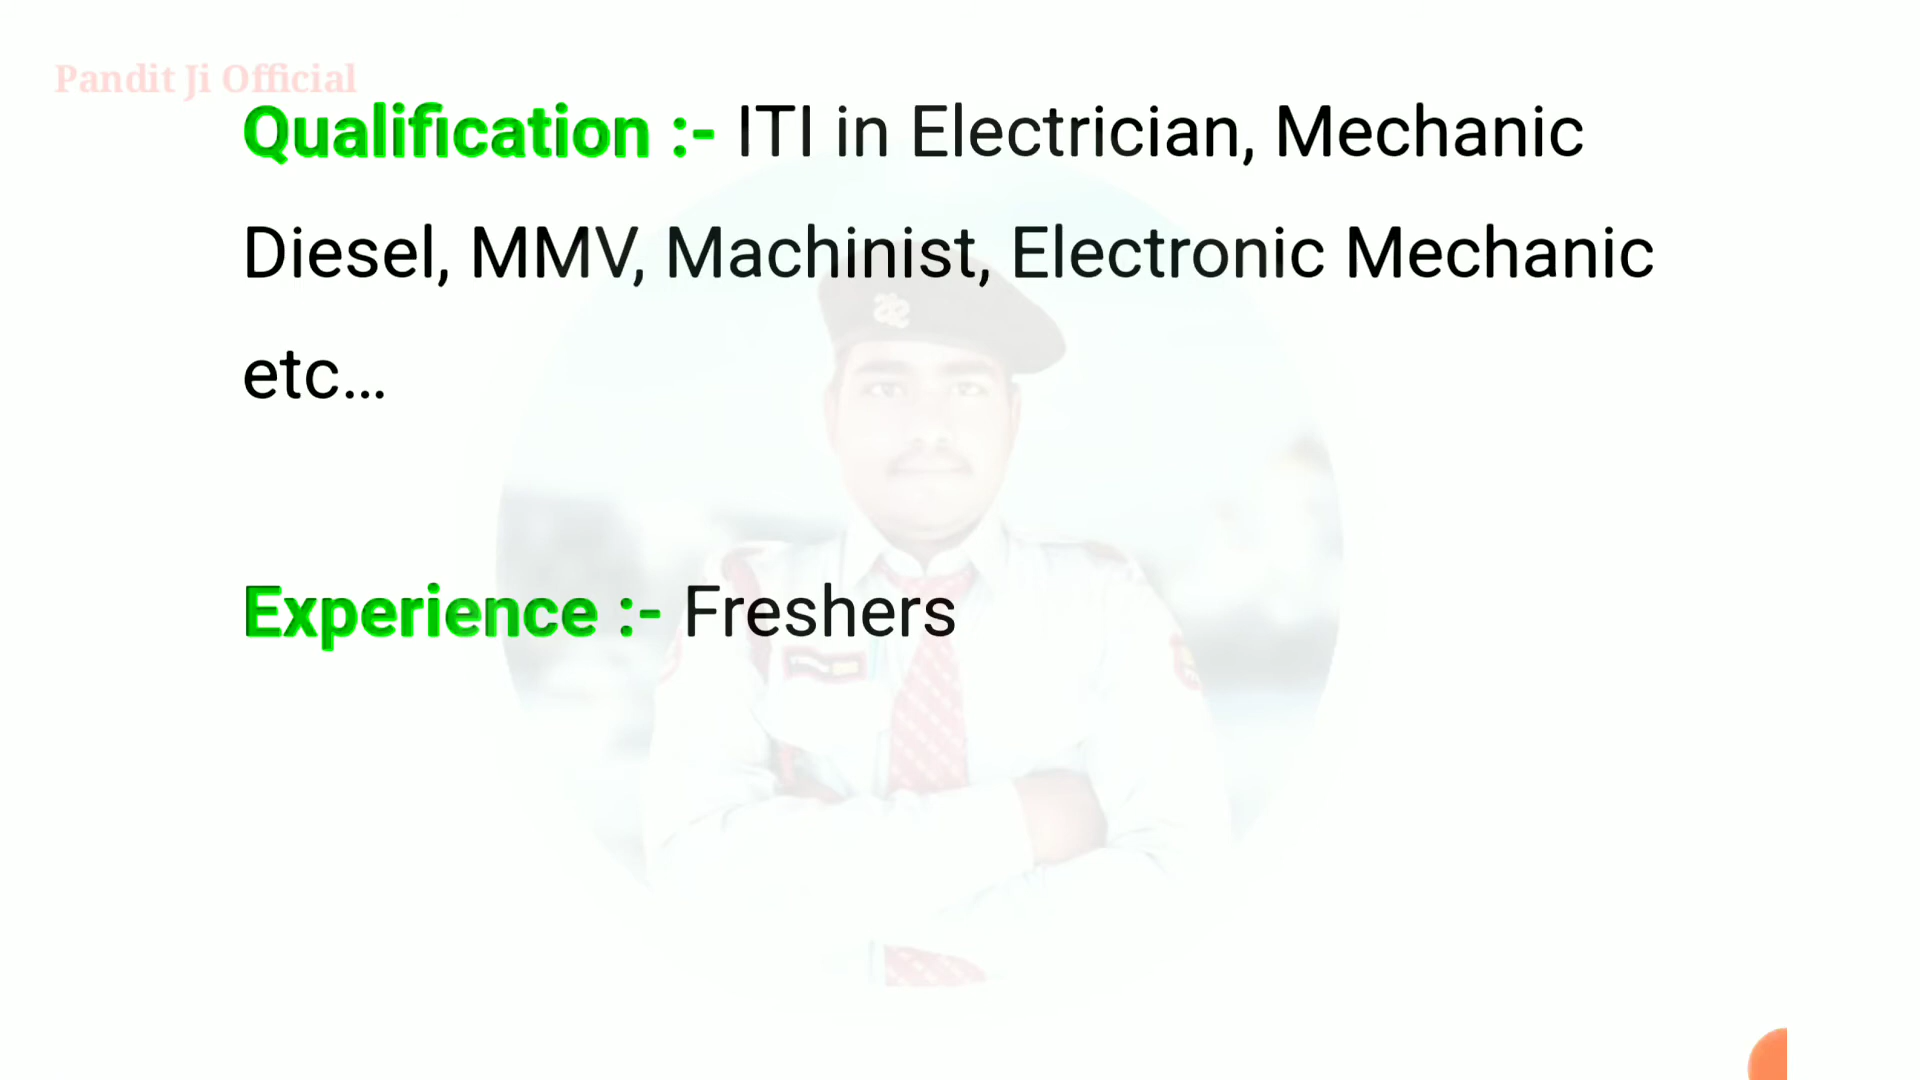 Pandit Ji Official
Qualification :- ITI in Electrician, Mechanic
Diesel, MMV, Machinist, Electronic Mechanic
etc...
Experience :- Freshers